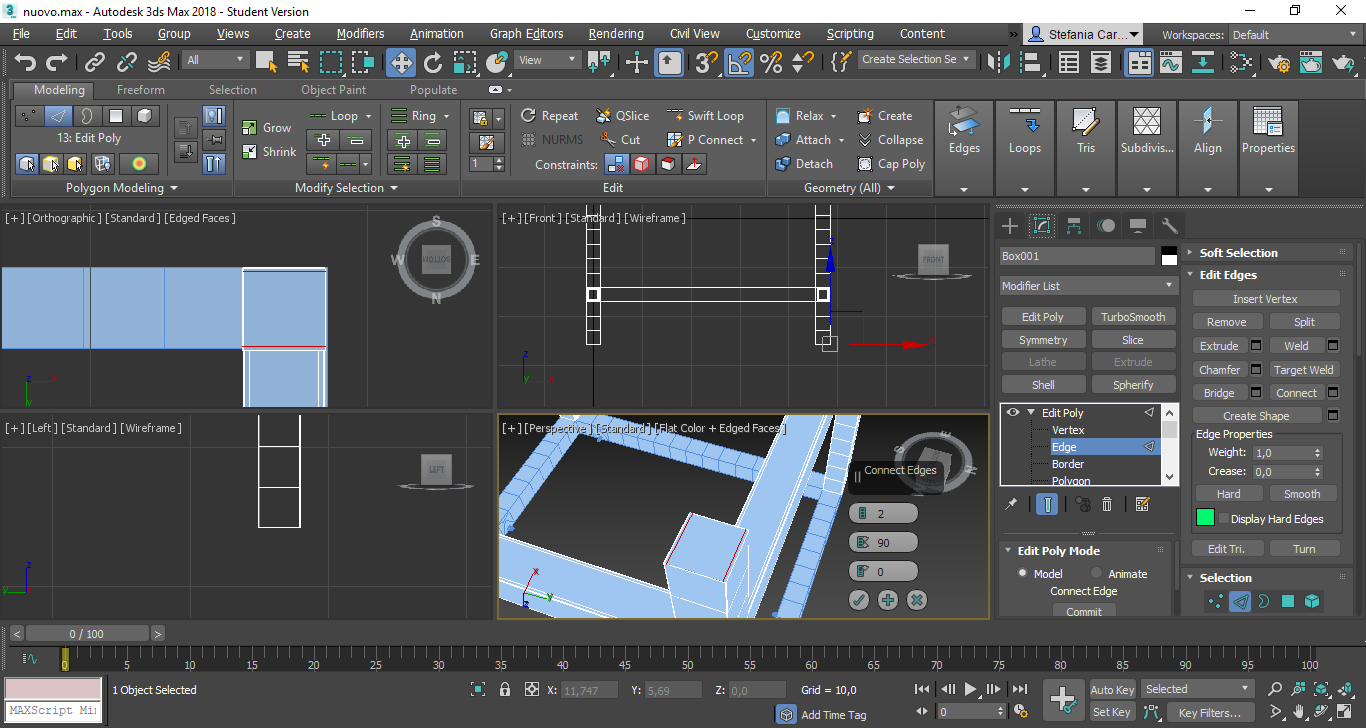 nuovo.max - Autodesk 3ds Max 2018 - Student Version
File Edit Tools Group Views Create Modifiers Animation Graph Editors Rendering Civil View Customize Scripting Content » Stefania Car... Workspaces: Default
All View Create Selection Se
Modeling Freeform Selection Object Paint Populate
Loop Ring Repeat QSlice Swift Loop Relax Create
13: Edit Poly Grow NURMS Cut P Connect Attach Collapse Edges Loops Tris Subdivis... Align Properties
Shrink 1 Constraints: Detach Cap Poly
Polygon Modeling Modify Selection Edit Geometry (All)
[+] [Orthographic] [Standard] [Edged Faces]
S W E N BOTTOM
z x y
[+] [Front] [Standard] [Wireframe]
FRONT
z x
z y x
[+] [Left] [Standard] [Wireframe]
LEFT
z y
[+] [Perspective] [Standard] [Flat Color + Edged Faces]
S E N
Connect Edges
2
90
0
x y z
Box001
Modifier List
Edit Poly TurboSmooth
Symmetry Slice
Lathe Extrude
Shell Spherify
Edit Poly
Vertex
Edge
Border
Polygon
Edit Poly Mode
Model Animate
Connect Edge
Commit
Soft Selection
Edit Edges
Insert Vertex
Remove Split
Extrude Weld
Chamfer Target Weld
Bridge Connect
Create Shape
Edge Properties
Weight: 1,0
Crease: 0,0
Hard Smooth
Display Hard Edges
Edit Tri. Turn
Selection
< 0 / 100 >
0 5 10 15 20 25 30 35 40 45 50 55 60 65 70 75 80 85 90 95 100
1 Object Selected X: 11,747 Y: 5,69 Z: 0,0 Grid = 10,0 Auto Key Selected
MAXScript Mi Add Time Tag 0 Set Key Key Filters...